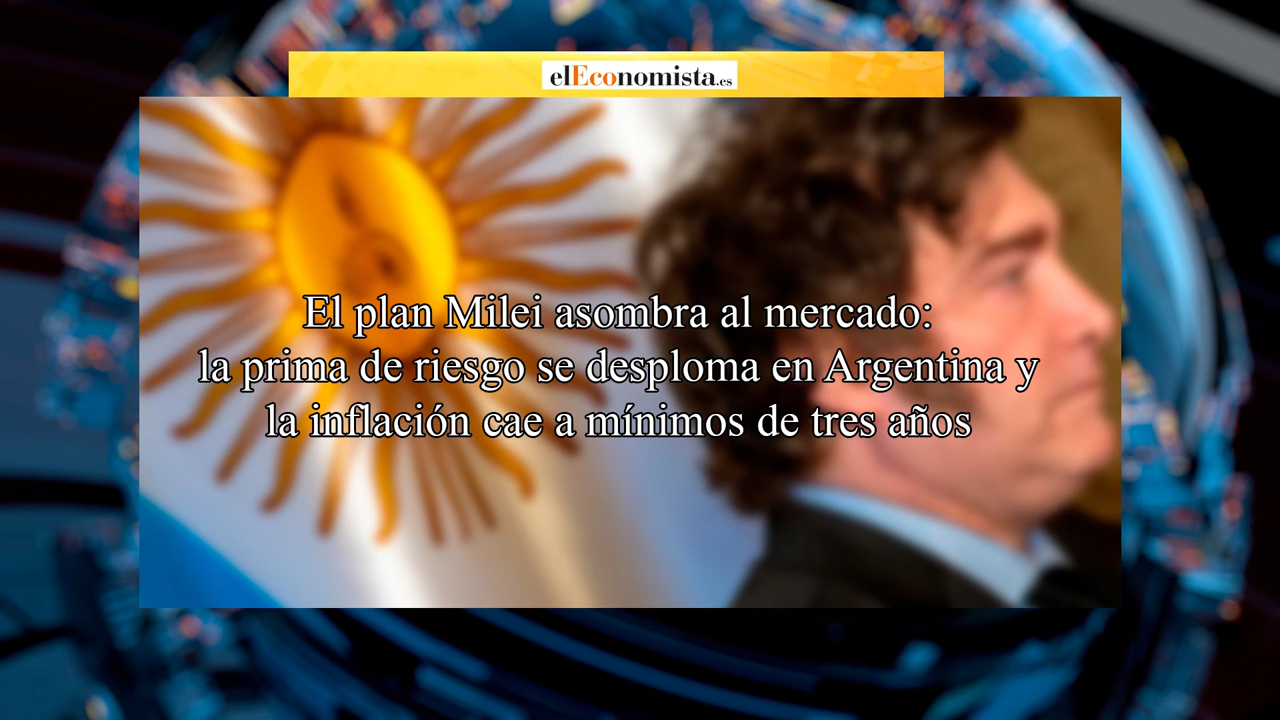 elEconomista.es
El plan Milei asombra al mercado:
la prima de riesgo se desploma en Argentina y
la inflación cae a mínimos de tres años